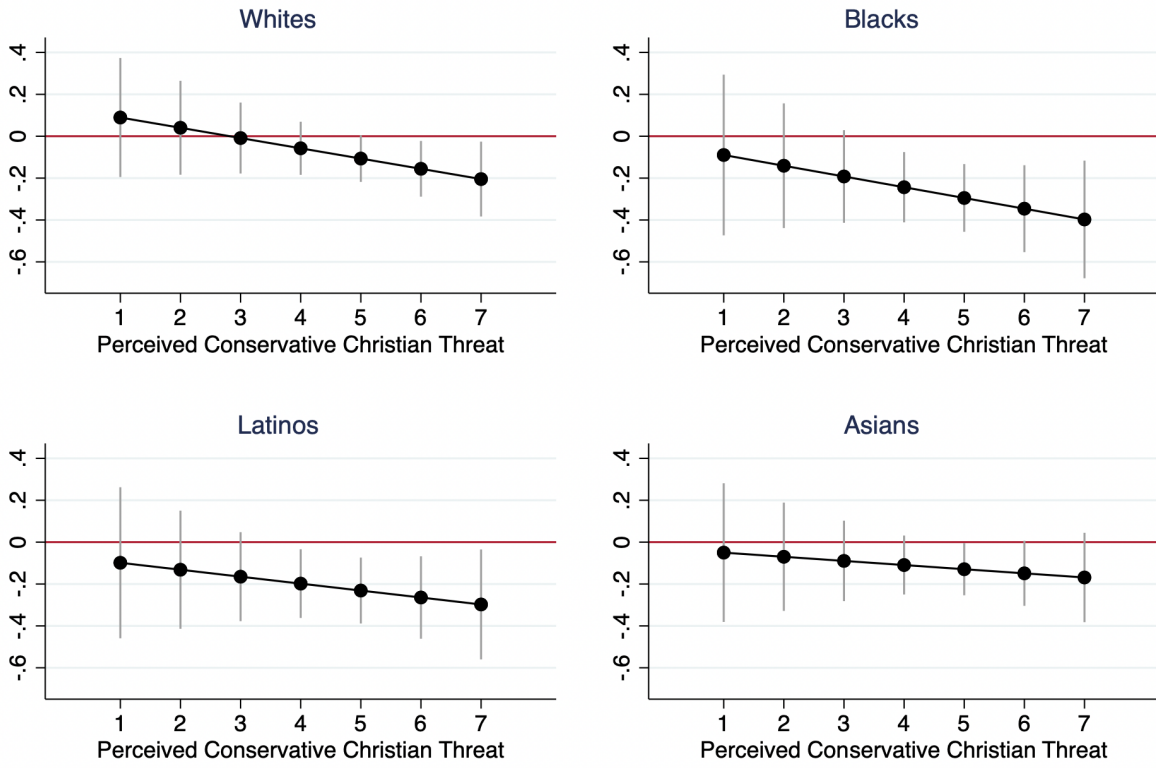 Whites
.4
.2
0
-.2
-.4
-.6
1 2 3 4 5 6 7
Perceived Conservative Christian Threat
Blacks
.4
.2
0
-.2
-.4
-.6
1 2 3 4 5 6 7
Perceived Conservative Christian Threat
Latinos
.4
.2
0
-.2
-.4
-.6
1 2 3 4 5 6 7
Perceived Conservative Christian Threat
Asians
.4
.2
0
-.2
-.4
-.6
1 2 3 4 5 6 7
Perceived Conservative Christian Threat